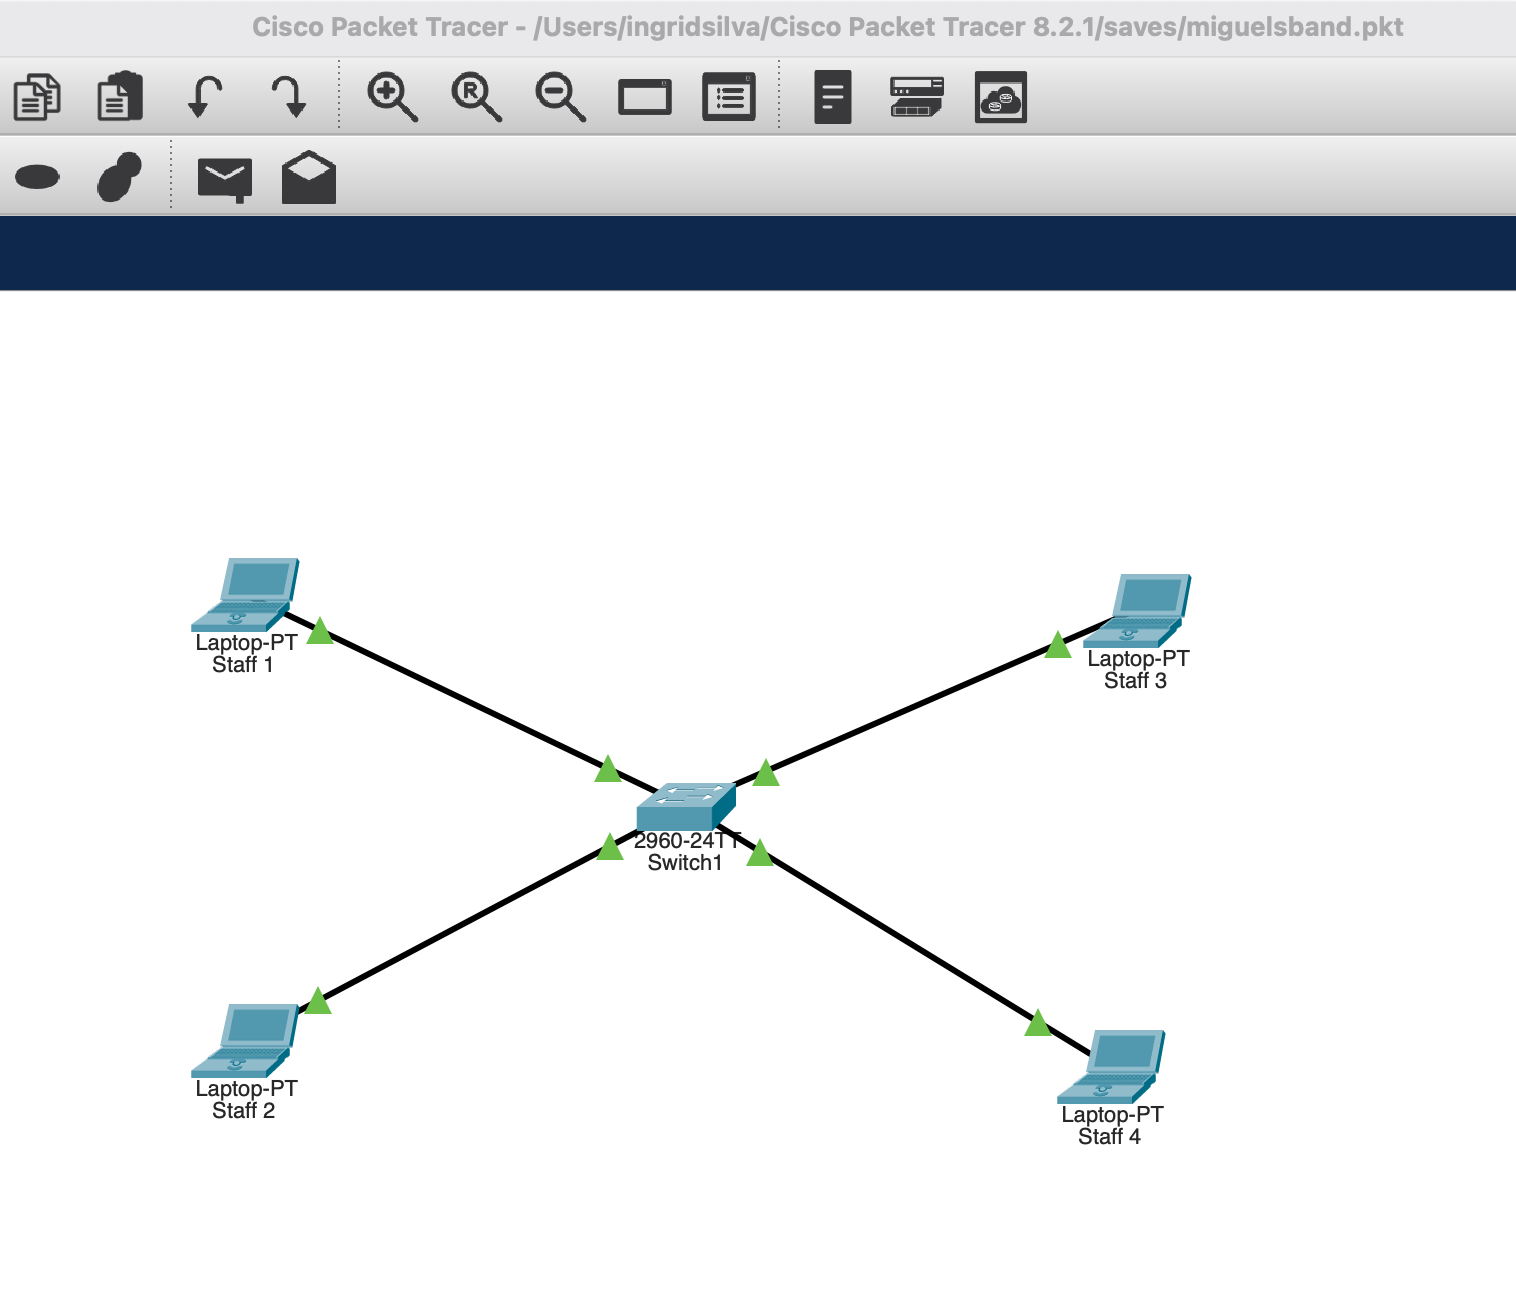 Cisco Packet Tracer - /Users/ingridsilva/Cisco Packet Tracer 8.2.1/saves/miguelsband.pkt
R
Laptop-PT
Staff 1
Laptop-PT
Staff 3
2960-24TT
Switch1
Laptop-PT
Staff 2
Laptop-PT
Staff 4